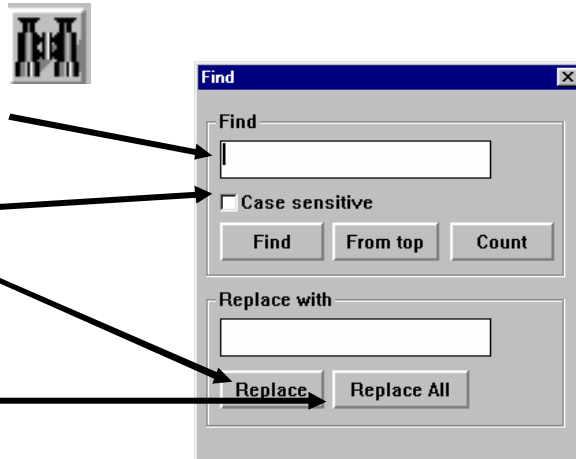 Find
Find
Case sensitive
Find From top Count
Replace with
Replace Replace All